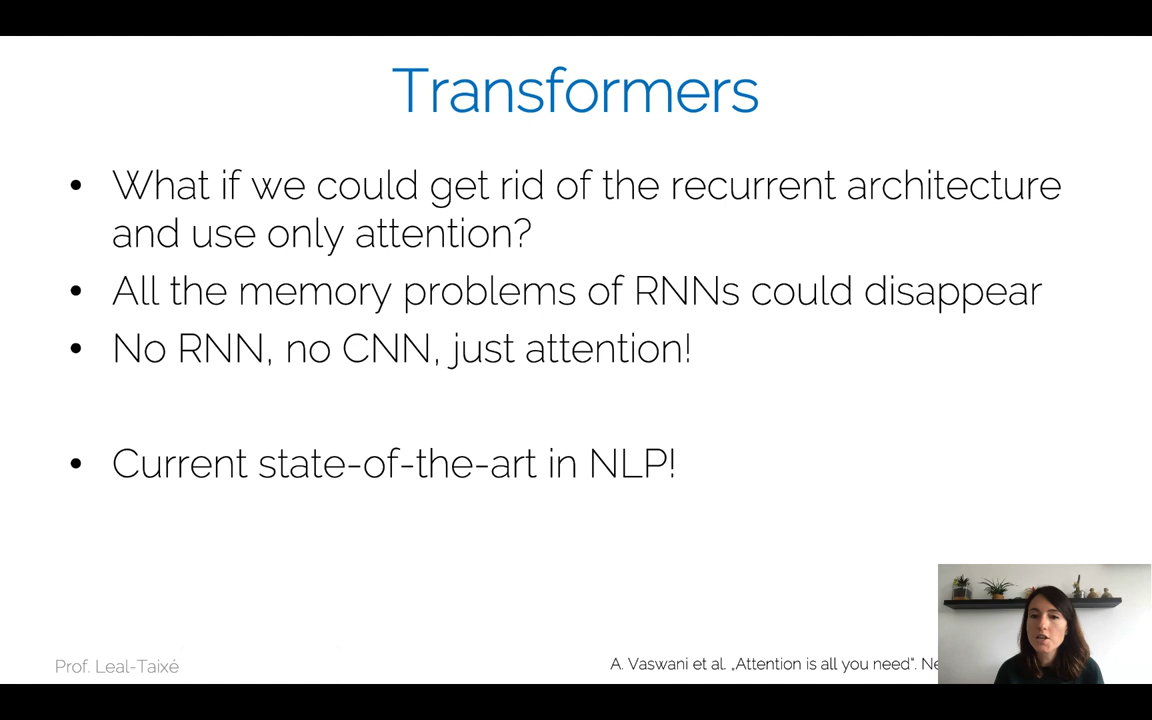 Transformers
• What if we could get rid of the recurrent architecture
and use only attention?
• All the memory problems of RNNs could disappear
• No RNN, no CNN, just attention!
• Current state-of-the-art in NLP!
Prof. Leal-Taixé
A. Vaswani et al. „Attention is all you need“.